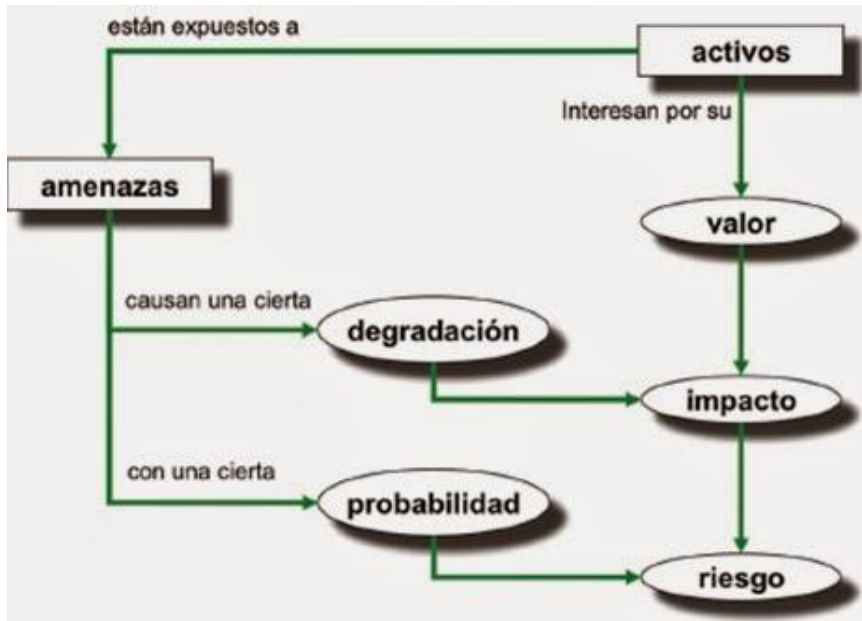 están expuestos a
activos
Interesan por su
amenazas
valor
causan una cierta
degradación
impacto
con una cierta
probabilidad
riesgo